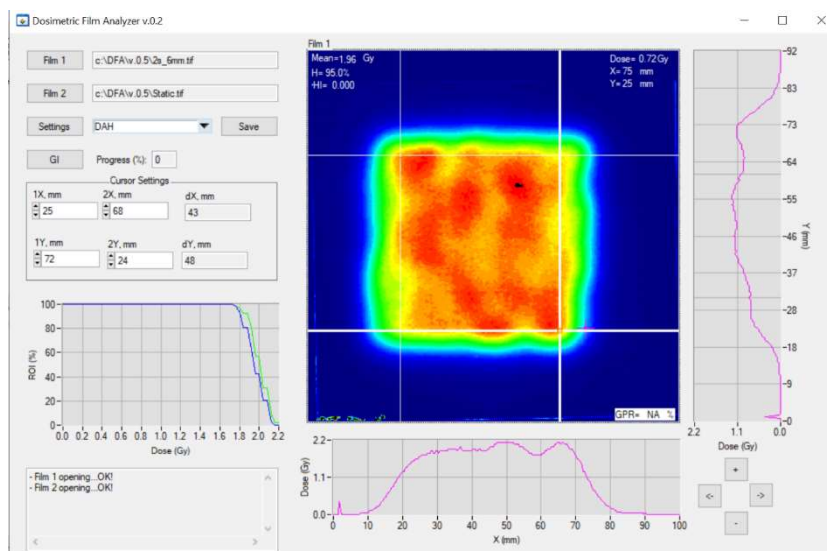 Dosimetric Film Analyzer v.0.2
Film 1 c:\DFA\v.0.5\2s_6mm.tif
Film 2 c:\DFA\v.0.5\Static.tif
Settings DAH Save
GI Progress (%): 0
Cursor Settings
1X, mm 2X, mm dX, mm
25 68 43
1Y, mm 2Y, mm dY, mm
72 24 48
ROI (%)
100
80
60
40
20
0
0.0 0.2 0.4 0.6 0.8 1.0 1.2 1.4 1.6 1.8 2.0 2.2
Dose (Gy)
- Film 1 opening...OK!
- Film 2 opening...OK!
Film 1
Mean=1.96 Gy
H= 95.0%
HI= 0.000
Dose= 0.72Gy
X= 75 mm
Y= 25 mm
GPR= NA %
Dose (Gy)
2.2
1.1
0.0
0 10 20 30 40 50 60 70 80 90 100
X (mm)
-92
-83
-73
-64
-55
-46
-37
-28
-18
-9
-0
Y (mm)
2.2 1.1 0.0
Dose (Gy)
+
<- ->
-